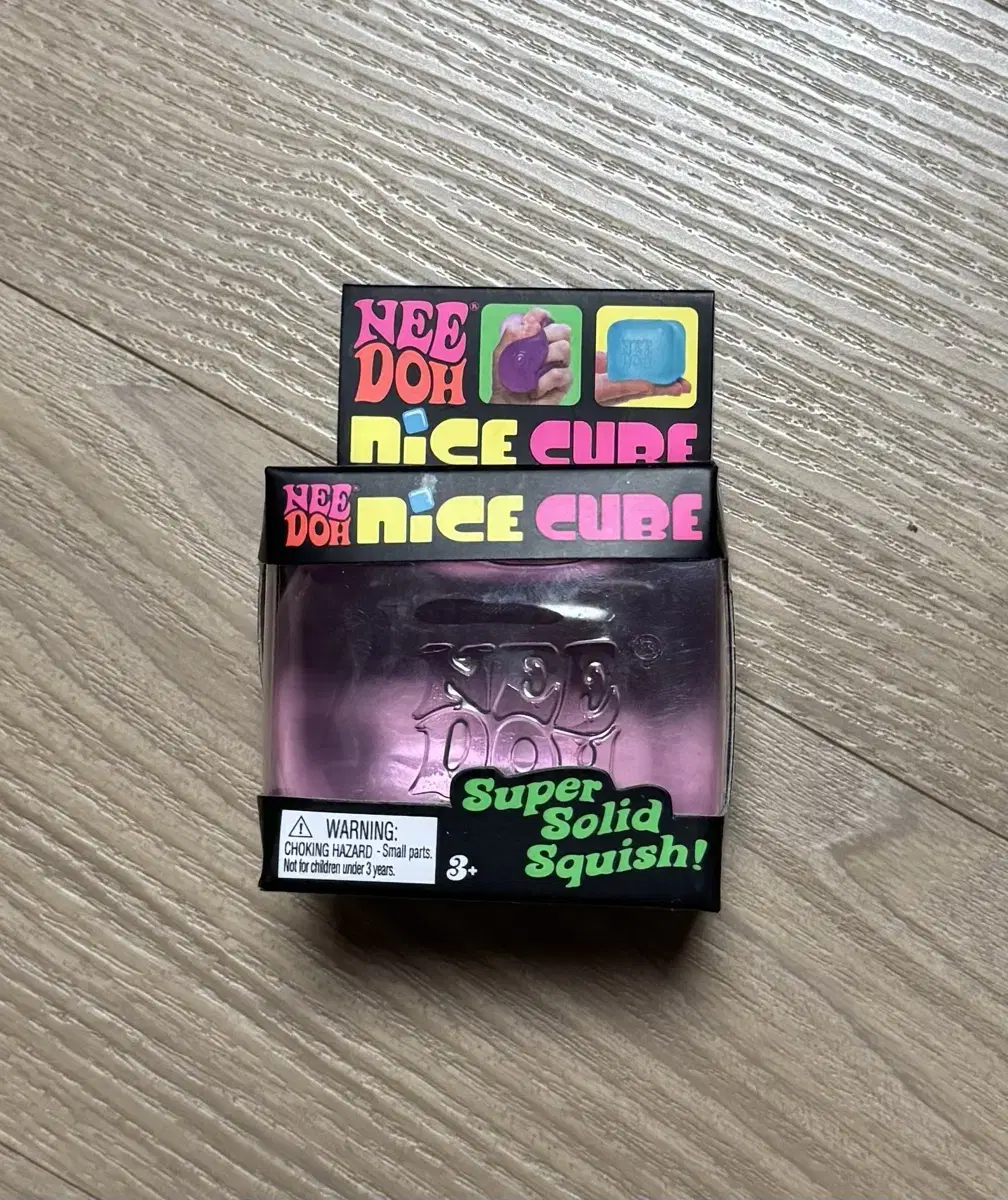 NEE
DOH®
NEE
DOH
NiCE CUBE
NEE
DOH
NiCE CUBE
NEE ®
DOH
Super
Solid
Squish!
⚠ WARNING:
CHOKING HAZARD - Small parts.
Not for children under 3 years.
3+